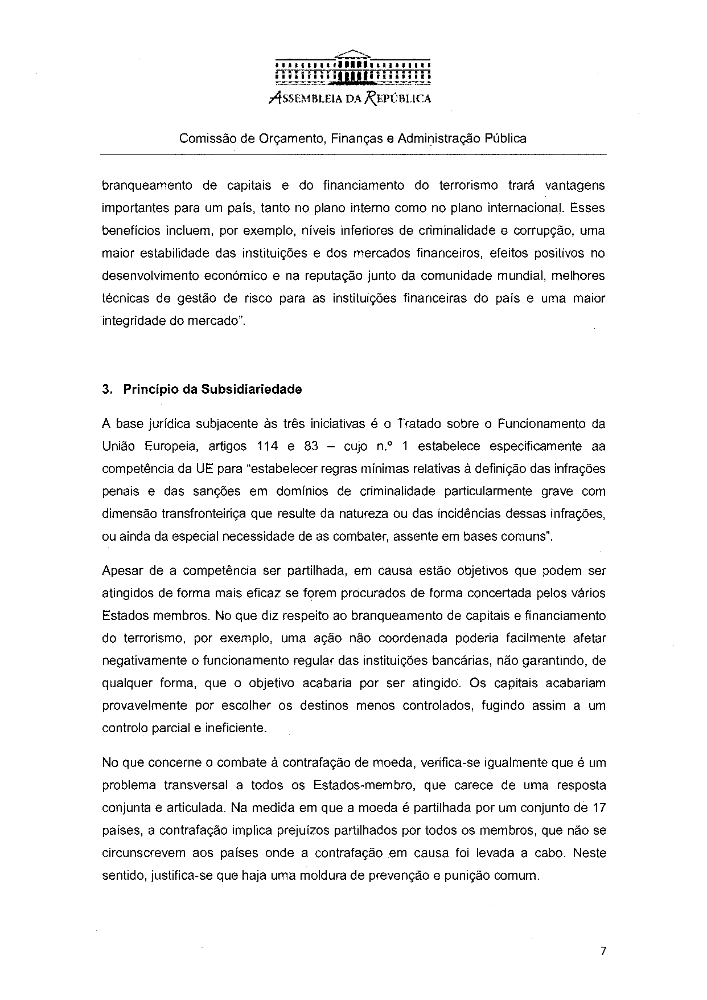 ASSEMBLEIA DA REPÚBLICA
Comissão de Orçamento, Finanças e Administração Pública
branqueamento de capitais e do financiamento do terrorismo trará vantagens
importantes para um país, tanto no plano interno como no plano internacional. Esses
benefícios incluem, por exemplo, níveis inferiores de criminalidade e corrupção, uma
maior estabilidade das instituições e dos mercados financeiros, efeitos positivos no
desenvolvimento económico e na reputação junto da comunidade mundial, melhores
técnicas de gestão de risco para as instituições financeiras do país e uma maior
integridade do mercado”.
3. Princípio da Subsidiariedade
A base jurídica subjacente às três iniciativas é o Tratado sobre o Funcionamento da
União Europeia, artigos 114 e 83 – cujo n.º 1 estabelece especificamente aa
competência da UE para “estabelecer regras mínimas relativas à definição das infrações
penais e das sanções em domínios de criminalidade particularmente grave com
dimensão transfronteiriça que resulte da natureza ou das incidências dessas infrações,
ou ainda da especial necessidade de as combater, assente em bases comuns”.
Apesar de a competência ser partilhada, em causa estão objetivos que podem ser
atingidos de forma mais eficaz se forem procurados de forma concertada pelos vários
Estados membros. No que diz respeito ao branqueamento de capitais e financiamento
do terrorismo, por exemplo, uma ação não coordenada poderia facilmente afetar
negativamente o funcionamento regular das instituições bancárias, não garantindo, de
qualquer forma, que o objetivo acabaria por ser atingido. Os capitais acabariam
provavelmente por escolher os destinos menos controlados, fugindo assim a um
controlo parcial e ineficiente.
No que concerne o combate à contrafação de moeda, verifica-se igualmente que é um
problema transversal a todos os Estados-membro, que carece de uma resposta
conjunta e articulada. Na medida em que a moeda é partilhada por um conjunto de 17
países, a contrafação implica prejuízos partilhados por todos os membros, que não se
circunscrevem aos países onde a contrafação em causa foi levada a cabo. Neste
sentido, justifica-se que haja uma moldura de prevenção e punição comum.
7